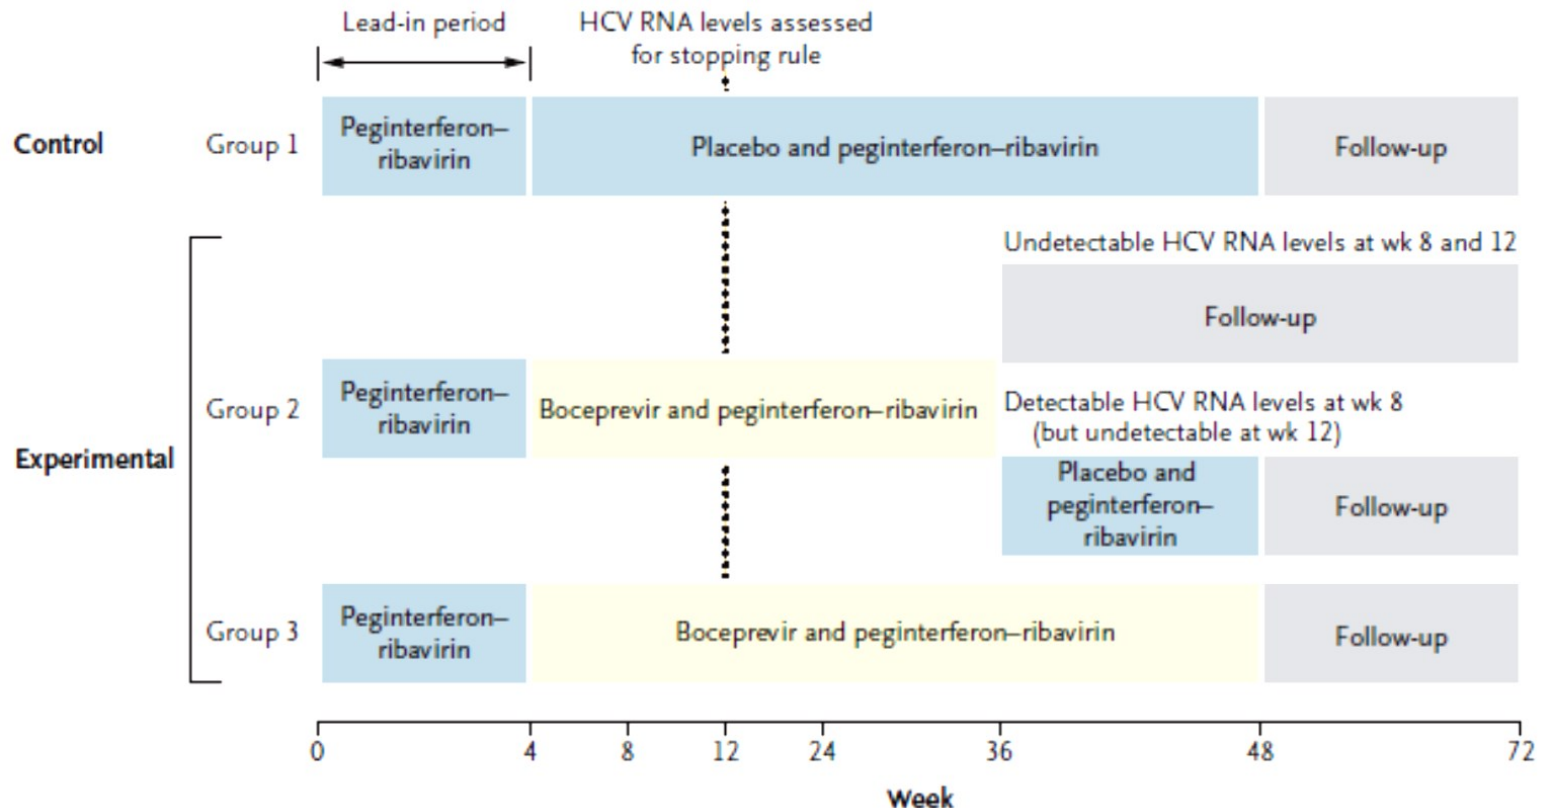 Lead-in period
HCV RNA levels assessed
for stopping rule
Control
Group 1
Peginterferon–
ribavirin
Placebo and peginterferon–ribavirin
Follow-up
Undetectable HCV RNA levels at wk 8 and 12
Follow-up
Experimental
Group 2
Peginterferon–
ribavirin
Boceprevir and peginterferon–ribavirin
Detectable HCV RNA levels at wk 8
(but undetectable at wk 12)
Placebo and
peginterferon–
ribavirin
Follow-up
Group 3
Peginterferon–
ribavirin
Boceprevir and peginterferon–ribavirin
Follow-up
0 4 8 12 24 36 48 72
Week